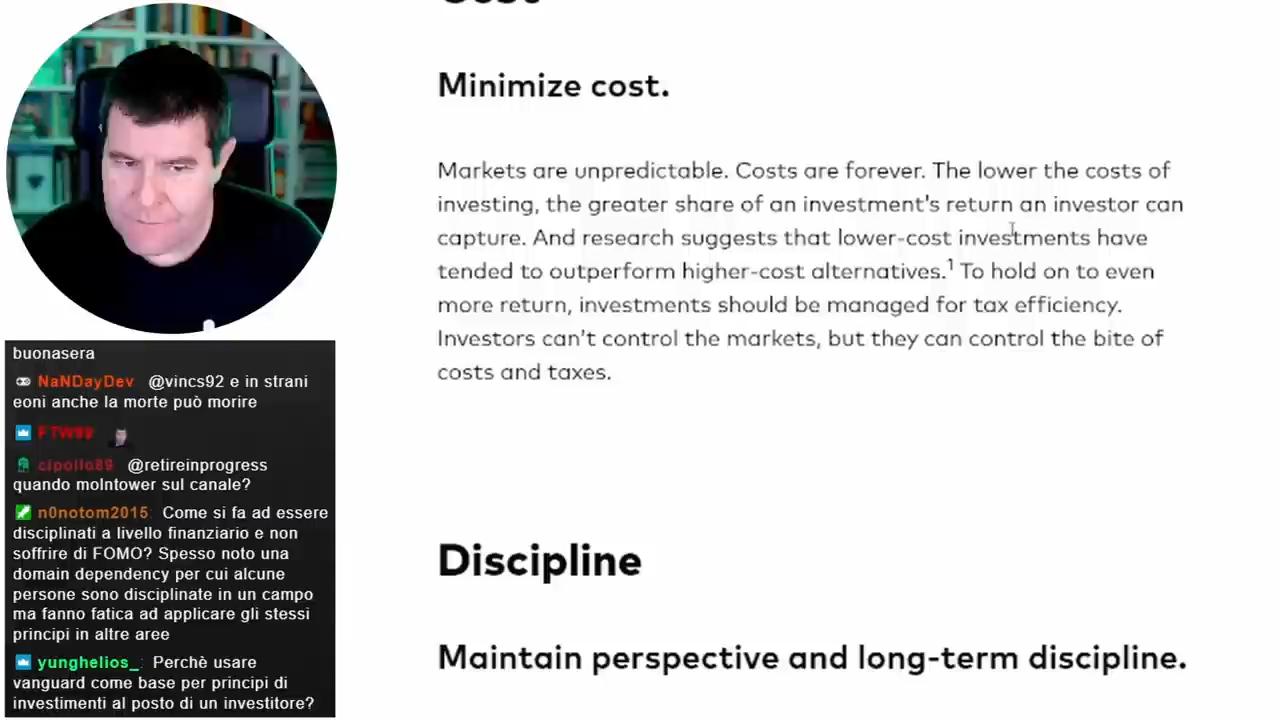 Minimize cost.
Markets are unpredictable. Costs are forever. The lower the costs of
investing, the greater share of an investment's return an investor can
capture. And research suggests that lower-cost investments have
tended to outperform higher-cost alternatives.1 To hold on to even
more return, investments should be managed for tax efficiency.
Investors can't control the markets, but they can control the bite of
costs and taxes.
Discipline
Maintain perspective and long-term discipline.
buonasera
NaNDayDev @vincs92 e in strani
eoni anche la morte può morire
cipolla89 @retireinprogress
quando molntower sul canale?
n0notom2015: Come si fa ad essere
disciplinati a livello finanziario e non
soffrire di FOMO? Spesso noto una
domain dependency per cui alcune
persone sono disciplinate in un campo
ma fanno fatica ad applicare gli stessi
principi in altre aree
yunghelios_: Perchè usare
vanguard come base per principi di
investimenti al posto di un investitore?